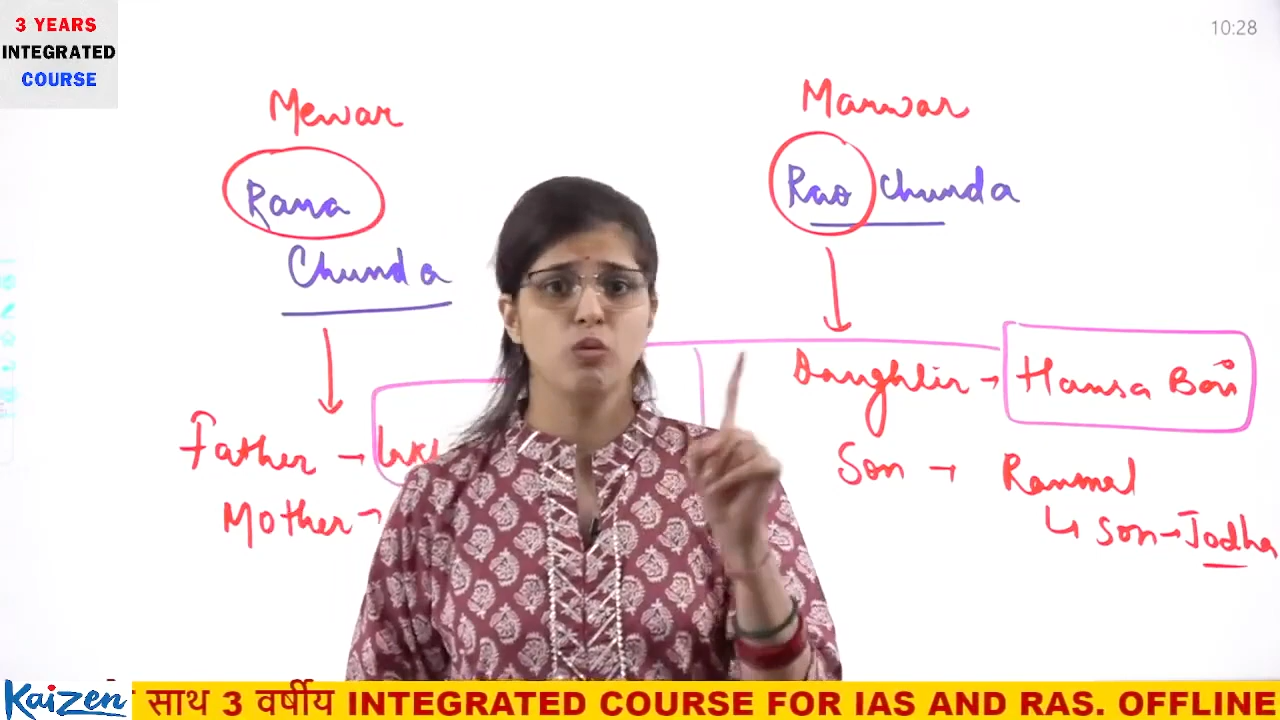 3 YEARS
INTEGRATED
COURSE
10:28
Mewar
Rana
Chunda
Father →
Mother →
Marwar
Rao Chunda
Daughter → Hansa Bai
Son → Ranmal
↳ Son → Jodha
Kaizen साथ 3 वर्षीय INTEGRATED COURSE FOR IAS AND RAS. OFFLINE